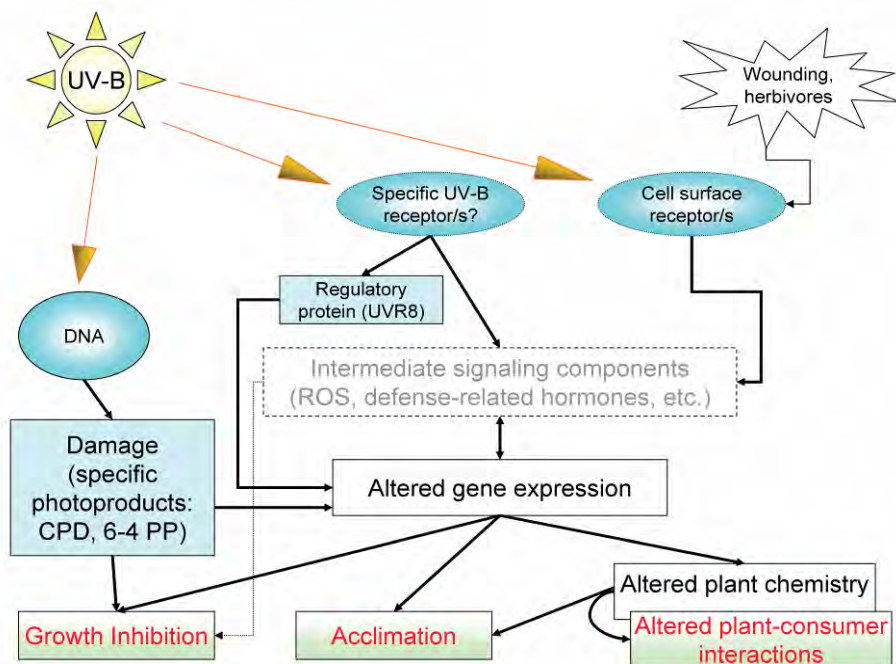 UV-B
Wounding,
herbivores
Specific UV-B
receptor/s?
Cell surface
receptor/s
Regulatory
protein (UVR8)
DNA
Intermediate signaling components
(ROS, defense-related hormones, etc.)
Damage
(specific
photoproducts:
CPD, 6-4 PP)
Altered gene expression
Altered plant chemistry
Growth Inhibition
Acclimation
Altered plant-consumer
interactions